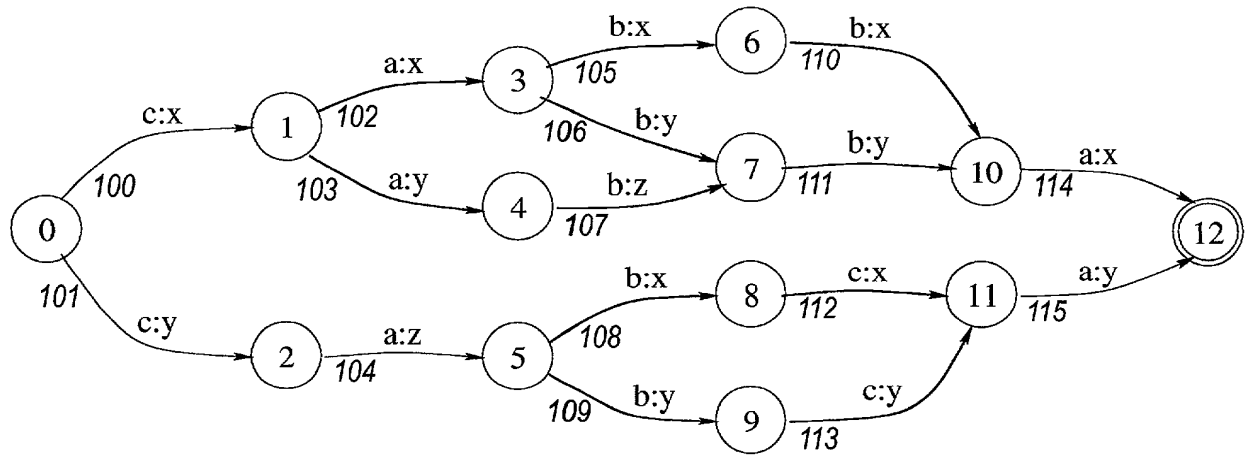 b:x 6 b:x
a:x 3 105 110
c:x 1 102 106 b:y
103 a:y b:z 7 b:y 10 a:x
100 4 107 111 114
0 12
101 b:x 8 c:x 11 a:y
c:y 2 a:z 5 108 112 115
104 109 b:y 9 c:y
113